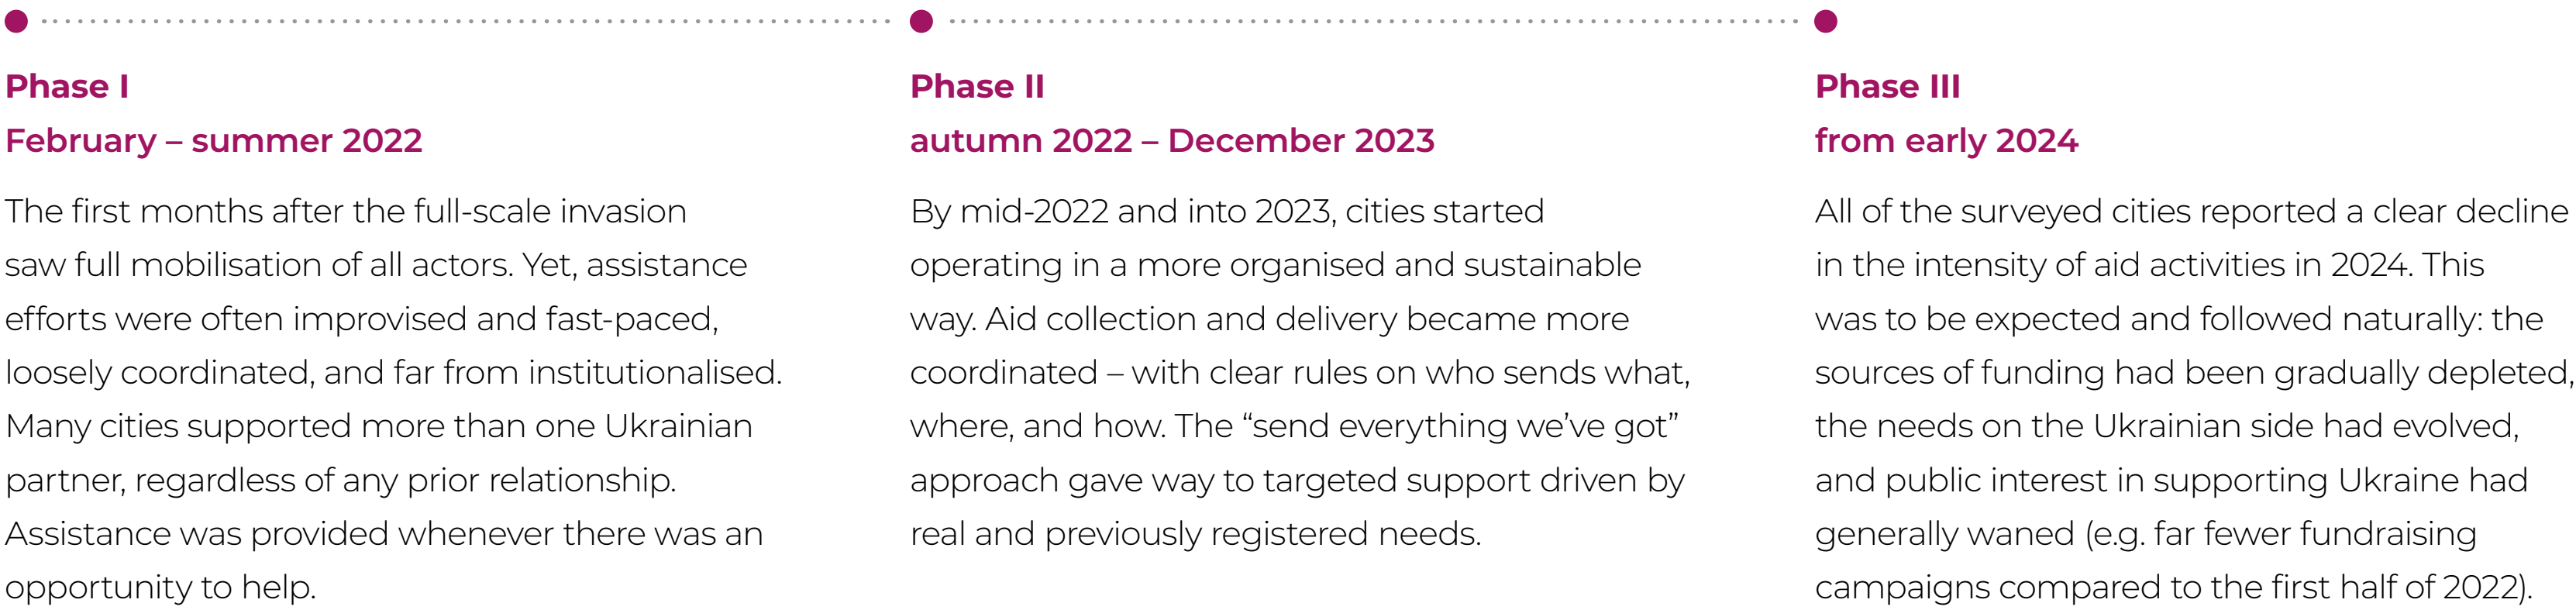 Phase I
February – summer 2022
The first months after the full-scale invasion
saw full mobilisation of all actors. Yet, assistance
efforts were often improvised and fast-paced,
loosely coordinated, and far from institutionalised.
Many cities supported more than one Ukrainian
partner, regardless of any prior relationship.
Assistance was provided whenever there was an
opportunity to help.
Phase II
autumn 2022 – December 2023
By mid-2022 and into 2023, cities started
operating in a more organised and sustainable
way. Aid collection and delivery became more
coordinated – with clear rules on who sends what,
where, and how. The “send everything we’ve got”
approach gave way to targeted support driven by
real and previously registered needs.
Phase III
from early 2024
All of the surveyed cities reported a clear decline
in the intensity of aid activities in 2024. This
was to be expected and followed naturally: the
sources of funding had been gradually depleted,
the needs on the Ukrainian side had evolved,
and public interest in supporting Ukraine had
generally waned (e.g. far fewer fundraising
campaigns compared to the first half of 2022).